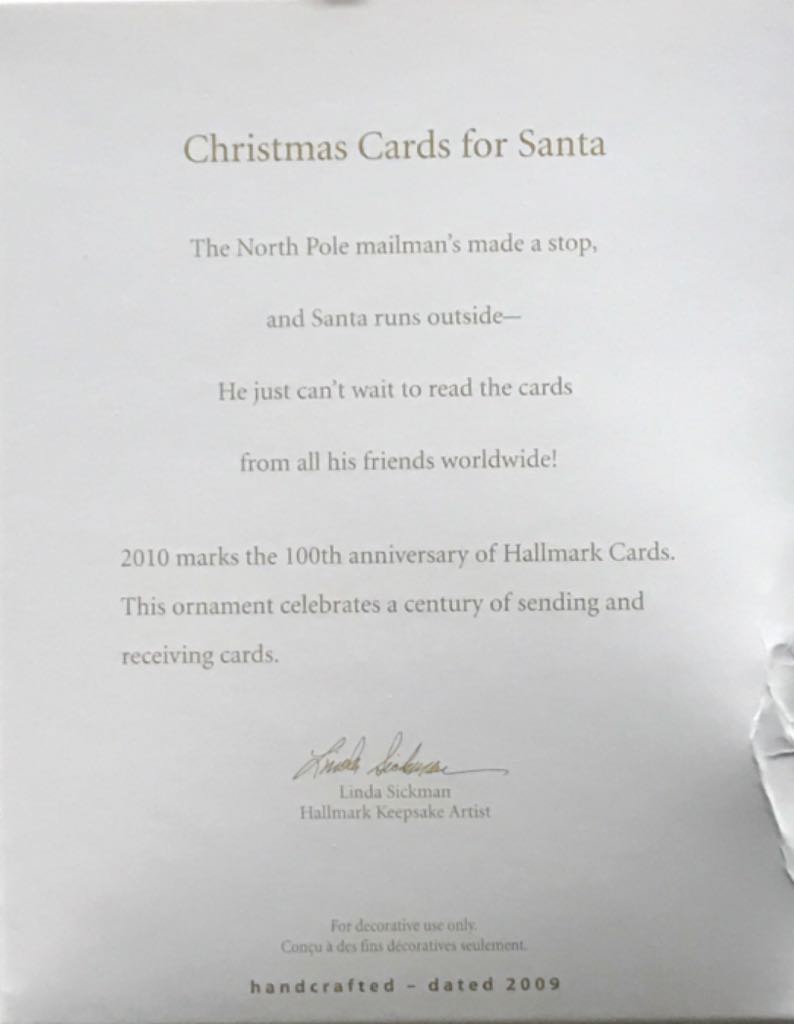 Christmas Cards for Santa
The North Pole mailman's made a stop,
and Santa runs outside—
He just can't wait to read the cards
from all his friends worldwide!
2010 marks the 100th anniversary of Hallmark Cards.
This ornament celebrates a century of sending and
receiving cards.
Linda Sickman
Linda Sickman
Hallmark Keepsake Artist
For decorative use only.
Conçu à des fins décoratives seulement.
handcrafted – dated 2009